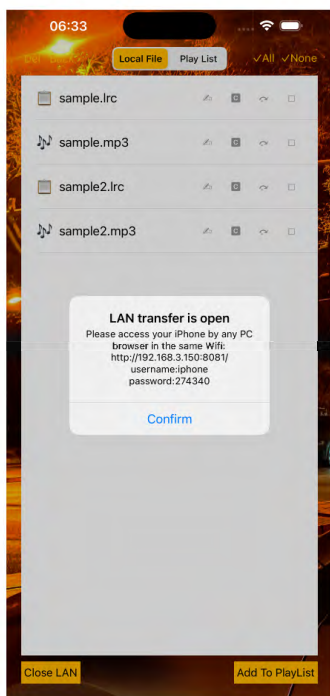 06:33
Local File
Play List
✓All ✓None
sample.lrc
sample.mp3
sample2.lrc
sample2.mp3
LAN transfer is open
Please access your iPhone by any PC
browser in the same Wifi:
http://192.168.3.150:8081/
username:iphone
password:274340
Confirm
Close LAN
Add To PlayList